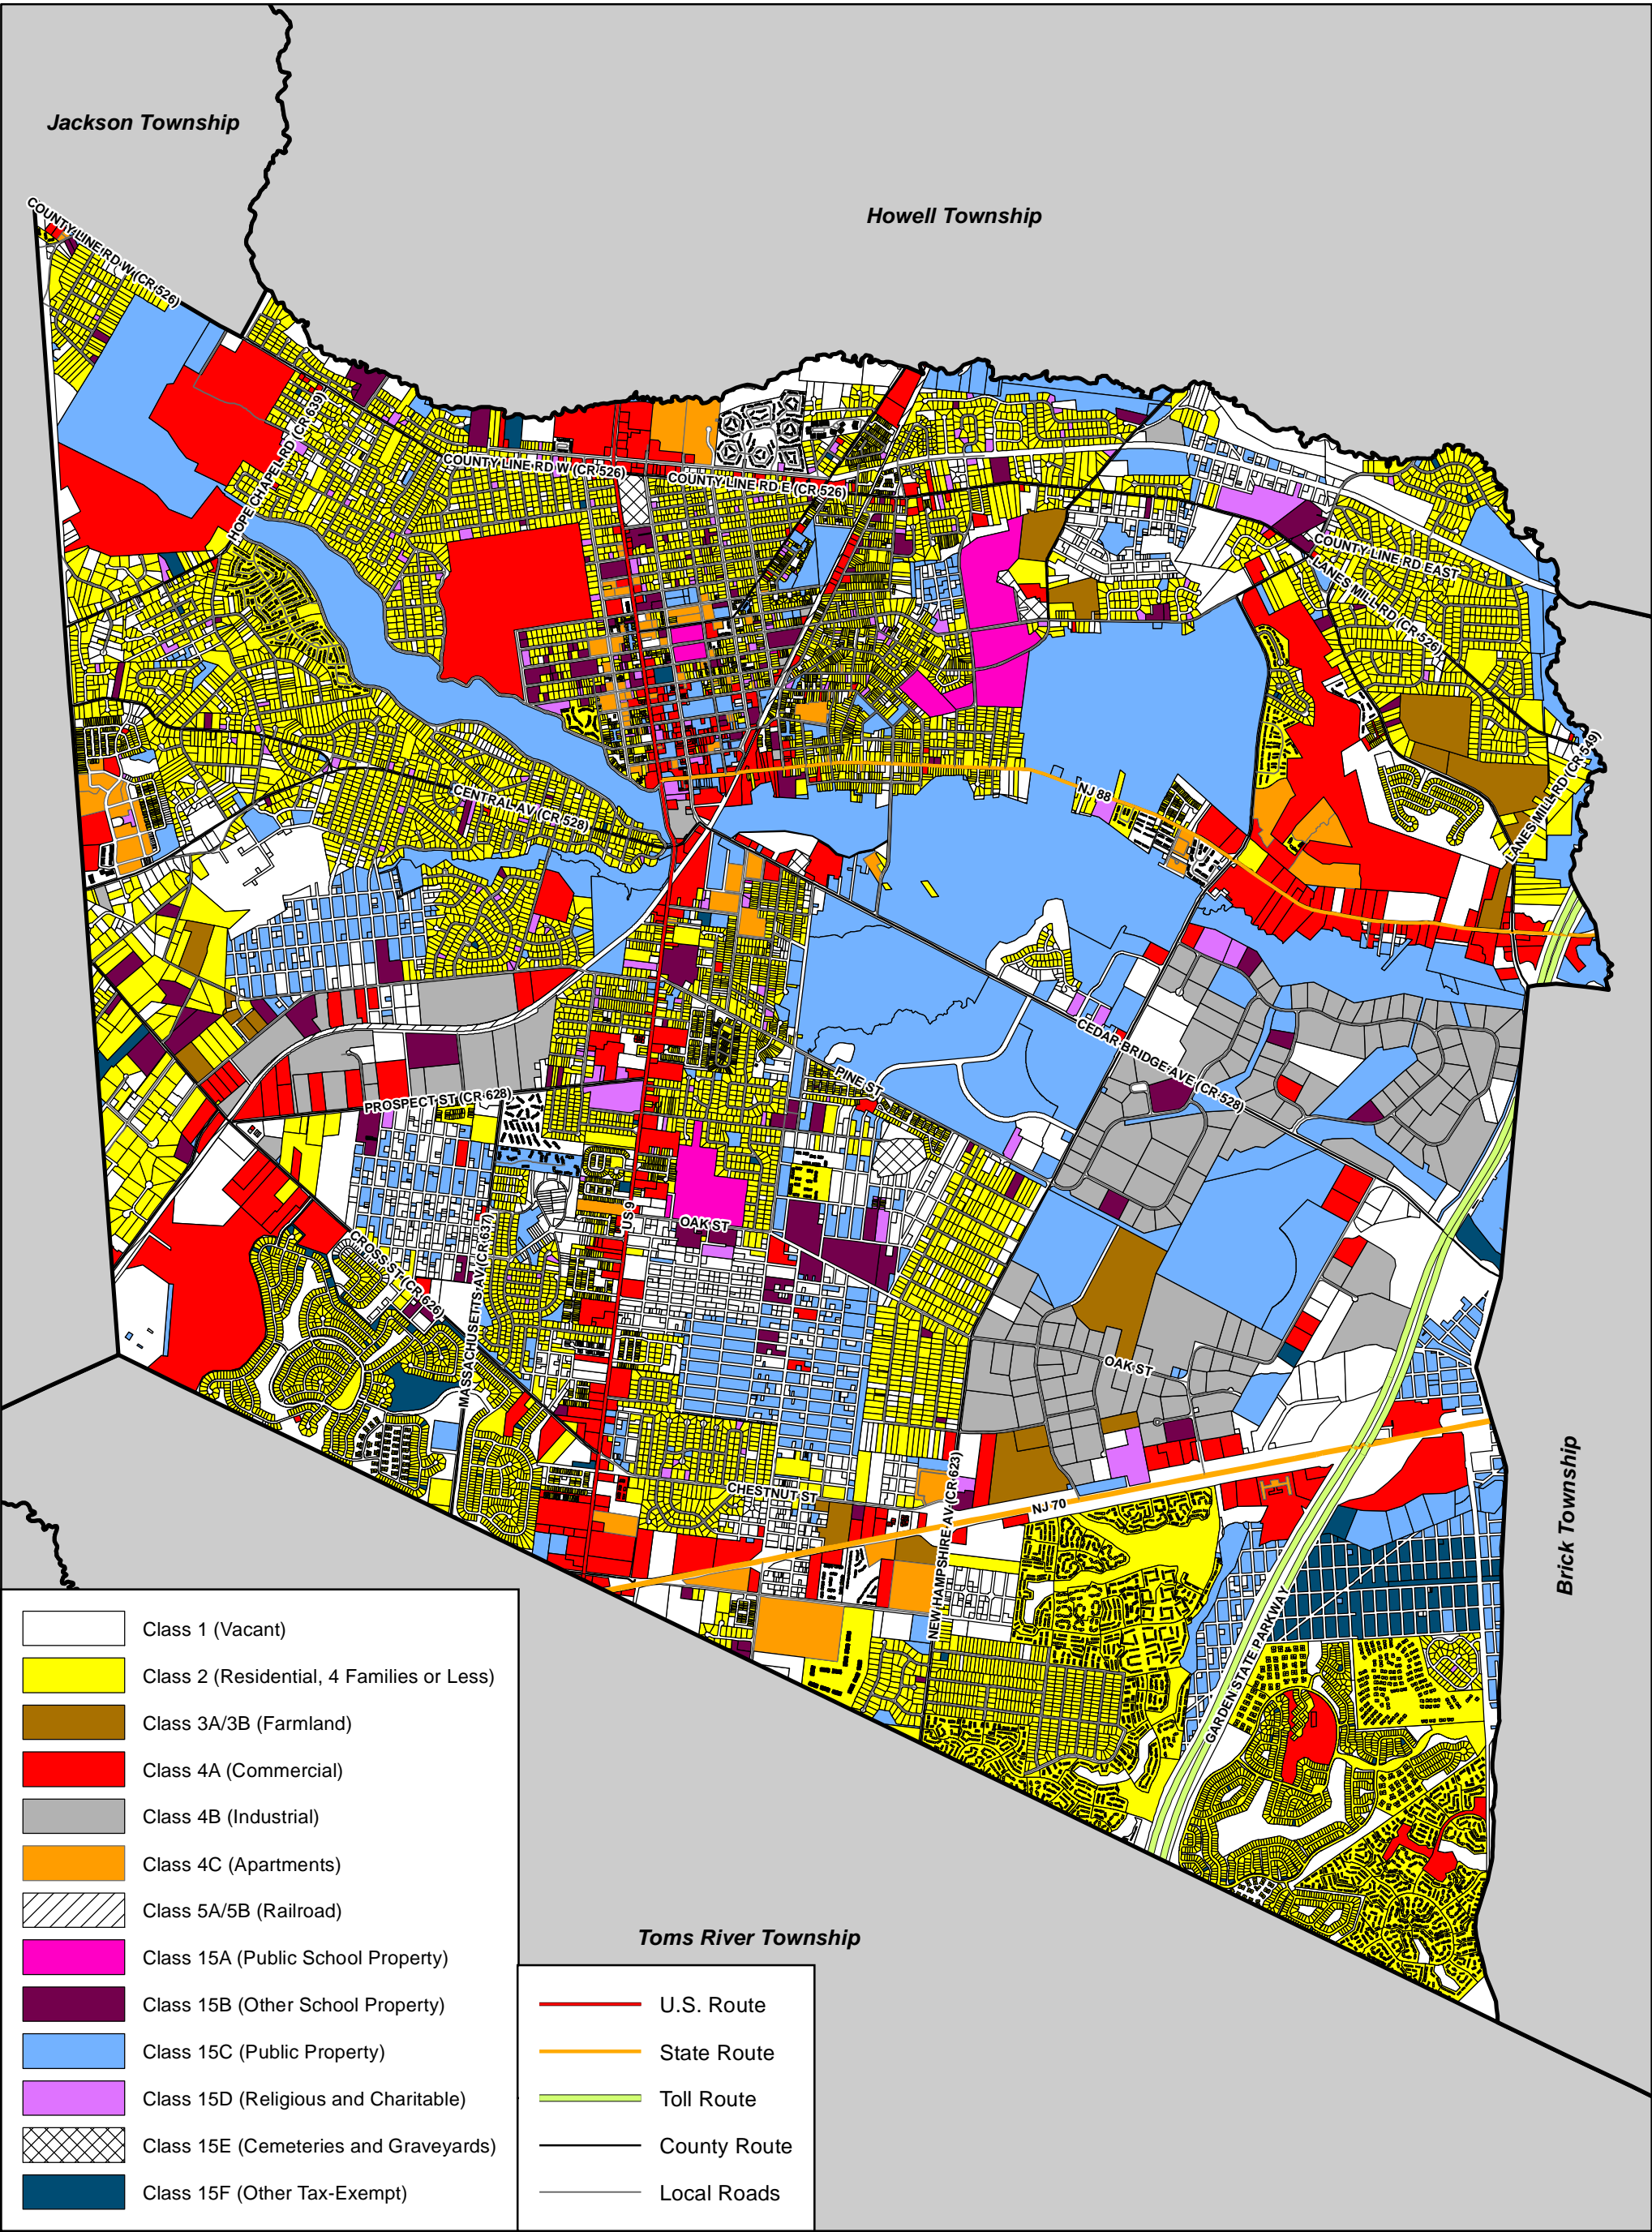 Jackson Township
Howell Township
COUNTY LINE RD W (CR 526)
HOPE CHAPEL RD (CR 639)
COUNTY LINE RD W (CR 526)
COUNTY LINE RD E (CR 526)
COUNTY LINE RD EAST
LANES MILL RD (CR 526)
LANES MILL RD (CR 549)
NJ 88
CENTRAL AV (CR 528)
CEDAR BRIDGE AVE (CR 528)
PINE ST
PROSPECT ST (CR 628)
US 9
OAK ST
CROSS ST (CR 626)
MASSACHUSETTS AV (CR 637)
OAK ST
CHESTNUT ST
NEW HAMPSHIRE AV (CR 623)
NJ 70
GARDEN STATE PARKWAY
Brick Township
Toms River Township
Class 1 (Vacant)
Class 2 (Residential, 4 Families or Less)
Class 3A/3B (Farmland)
Class 4A (Commercial)
Class 4B (Industrial)
Class 4C (Apartments)
Class 5A/5B (Railroad)
Class 15A (Public School Property)
Class 15B (Other School Property)
Class 15C (Public Property)
Class 15D (Religious and Charitable)
Class 15E (Cemeteries and Graveyards)
Class 15F (Other Tax-Exempt)
U.S. Route
State Route
Toll Route
County Route
Local Roads